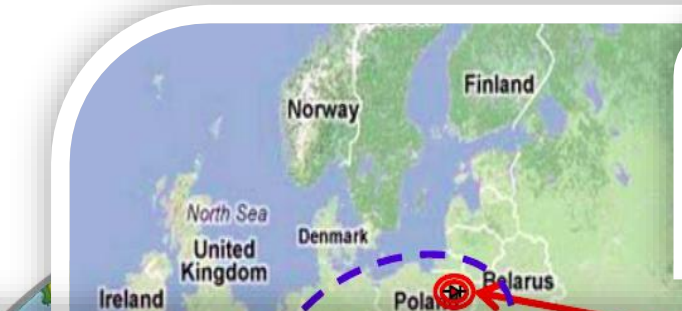 Finland
Norway
North Sea
Denmark
United
Kingdom
Belarus
Ireland